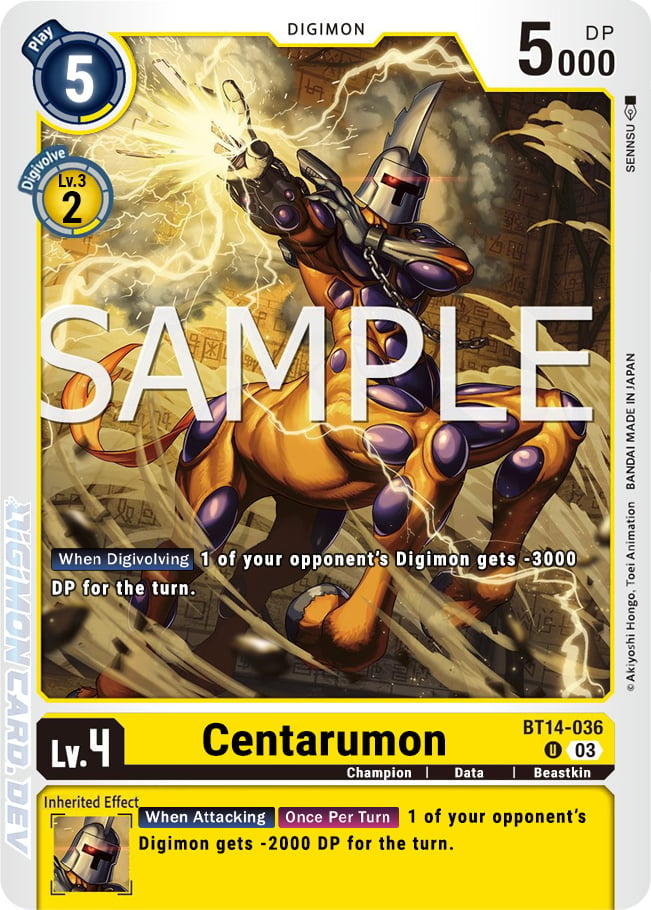 DIGIMON
Play
5
DP
5000
Digivolve
Lv.3
2
SENNSU
SAMPLE
© Akiyoshi Hongo, Toei Animation BANDAI MADE IN JAPAN
DIGIMONCARD.DEV
When Digivolving 1 of your opponent's Digimon gets -3000
DP for the turn.
Lv.4
Centarumon
BT14-036
U 03
Champion | Data | Beastkin
Inherited Effect
When Attacking Once Per Turn 1 of your opponent's
Digimon gets -2000 DP for the turn.